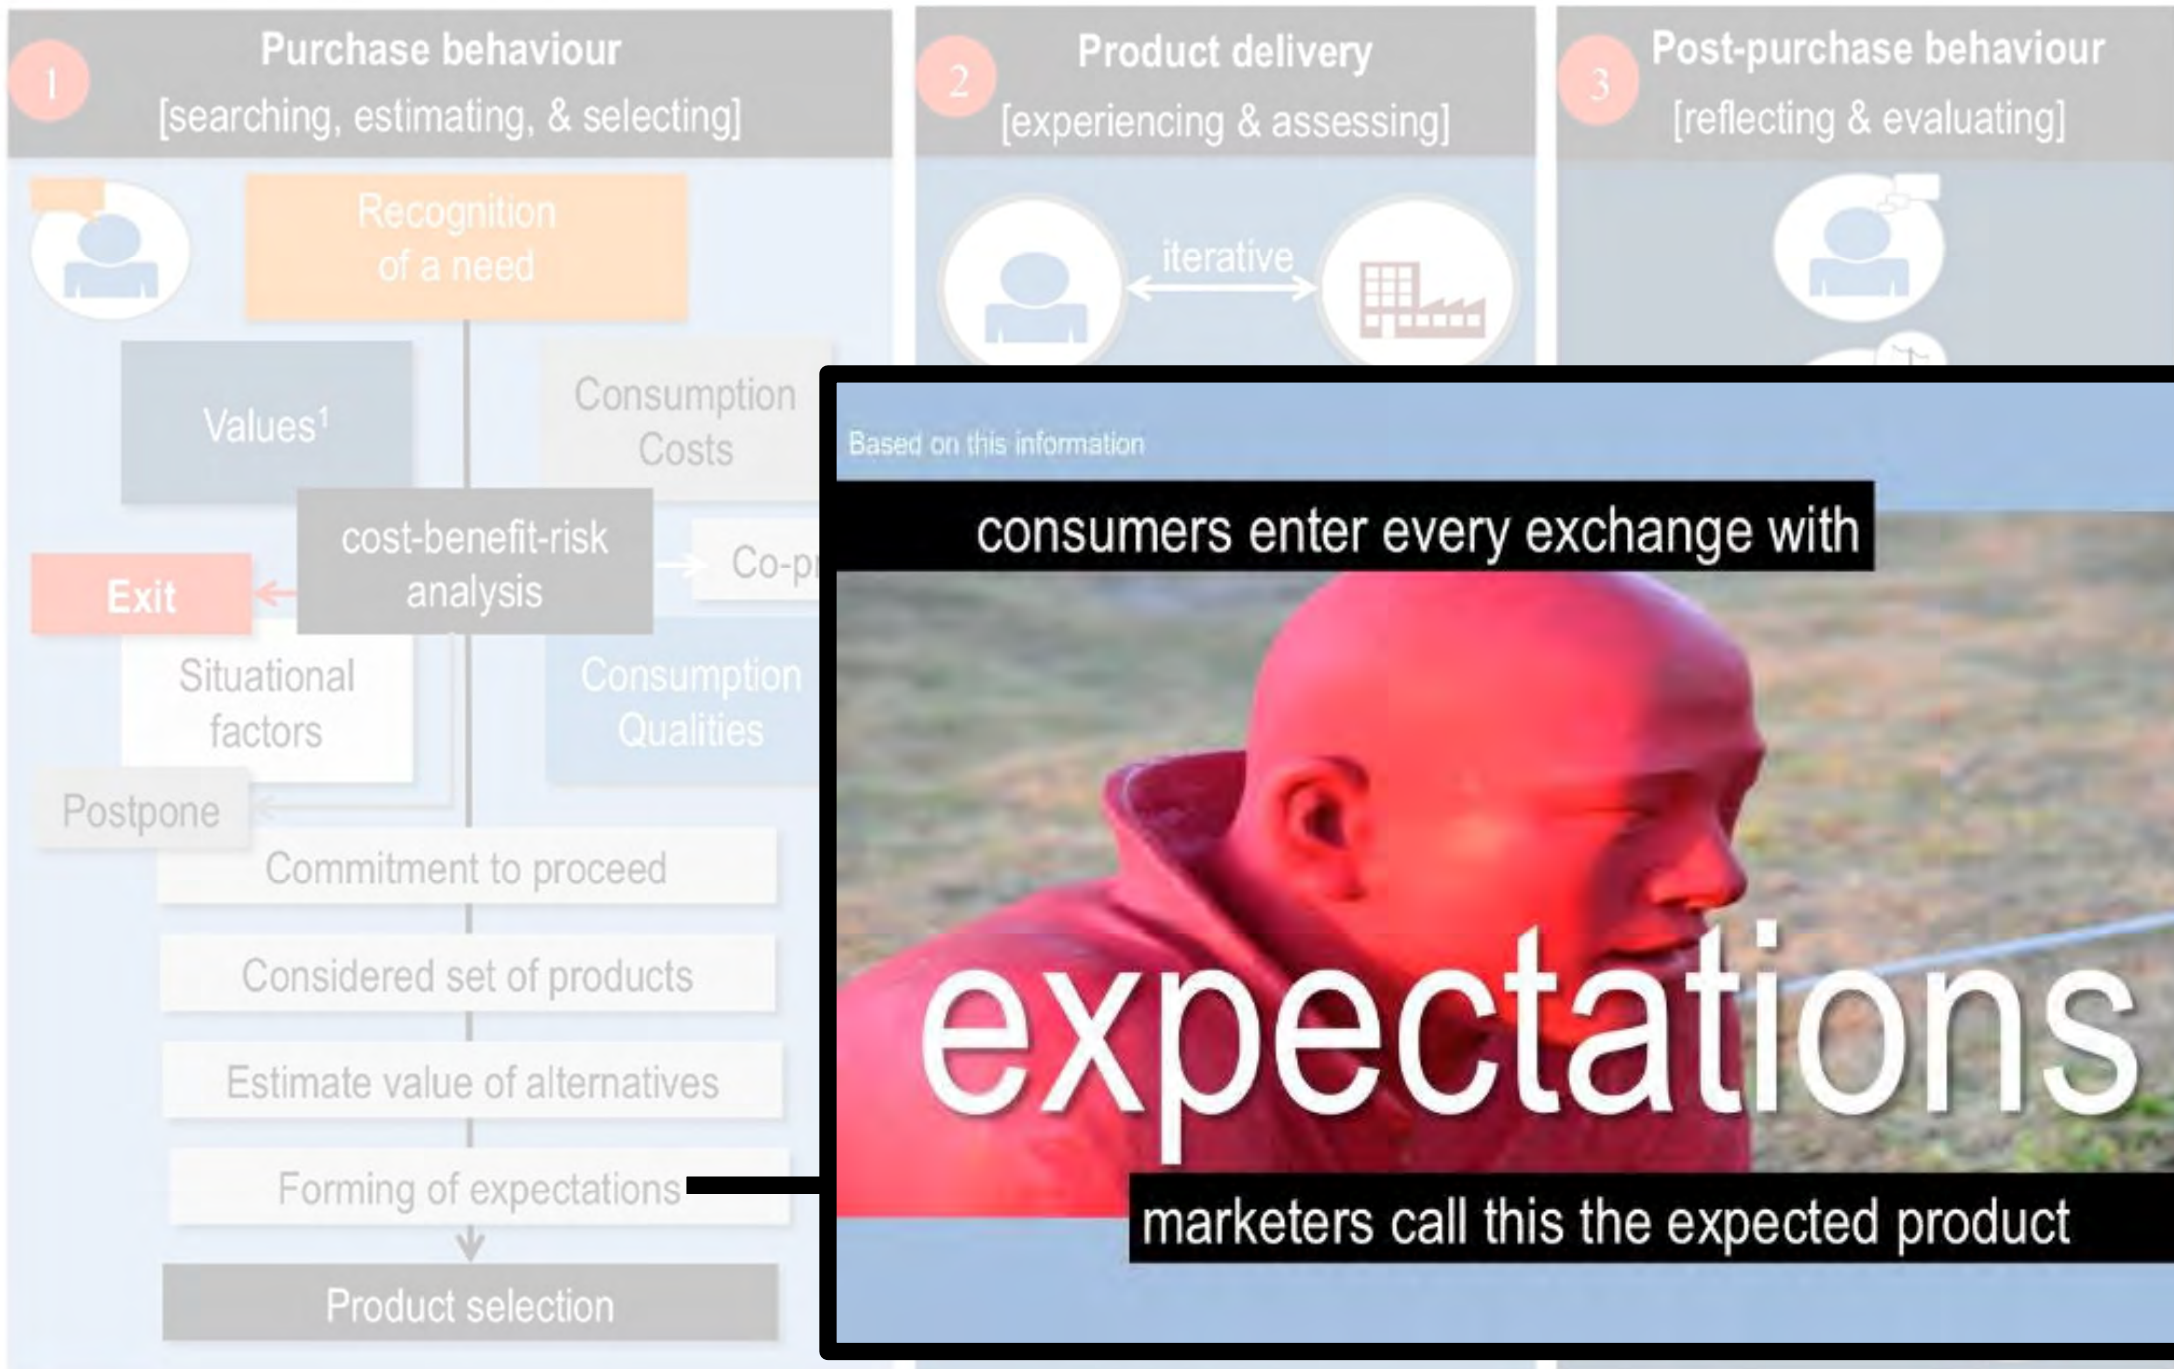 1
Purchase behaviour
[searching, estimating, & selecting]
2
Product delivery
[experiencing & assessing]
3
Post-purchase behaviour
[reflecting & evaluating]
Recognition
of a need
iterative
Values¹
Consumption
Costs
cost-benefit-risk
analysis
Exit
Situational
factors
Consumption
Qualities
Postpone
Commitment to proceed
Considered set of products
Estimate value of alternatives
Forming of expectations
Product selection
Based on this information
consumers enter every exchange with
expectations
marketers call this the expected product